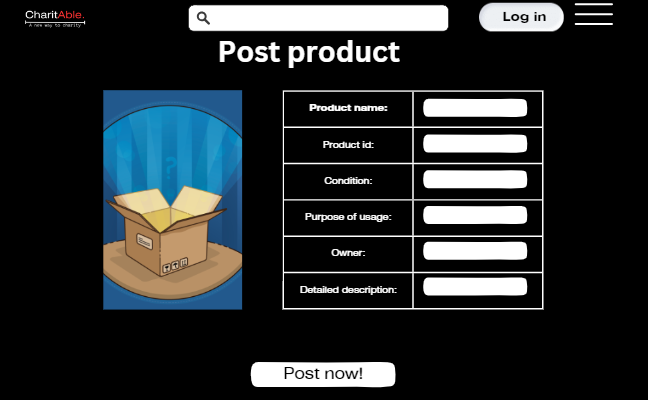 CharitAble.
A new way to charity
Log in
Post product
Product name:
Product id:
Condition:
Purpose of usage:
Owner:
Detailed description:
Post now!